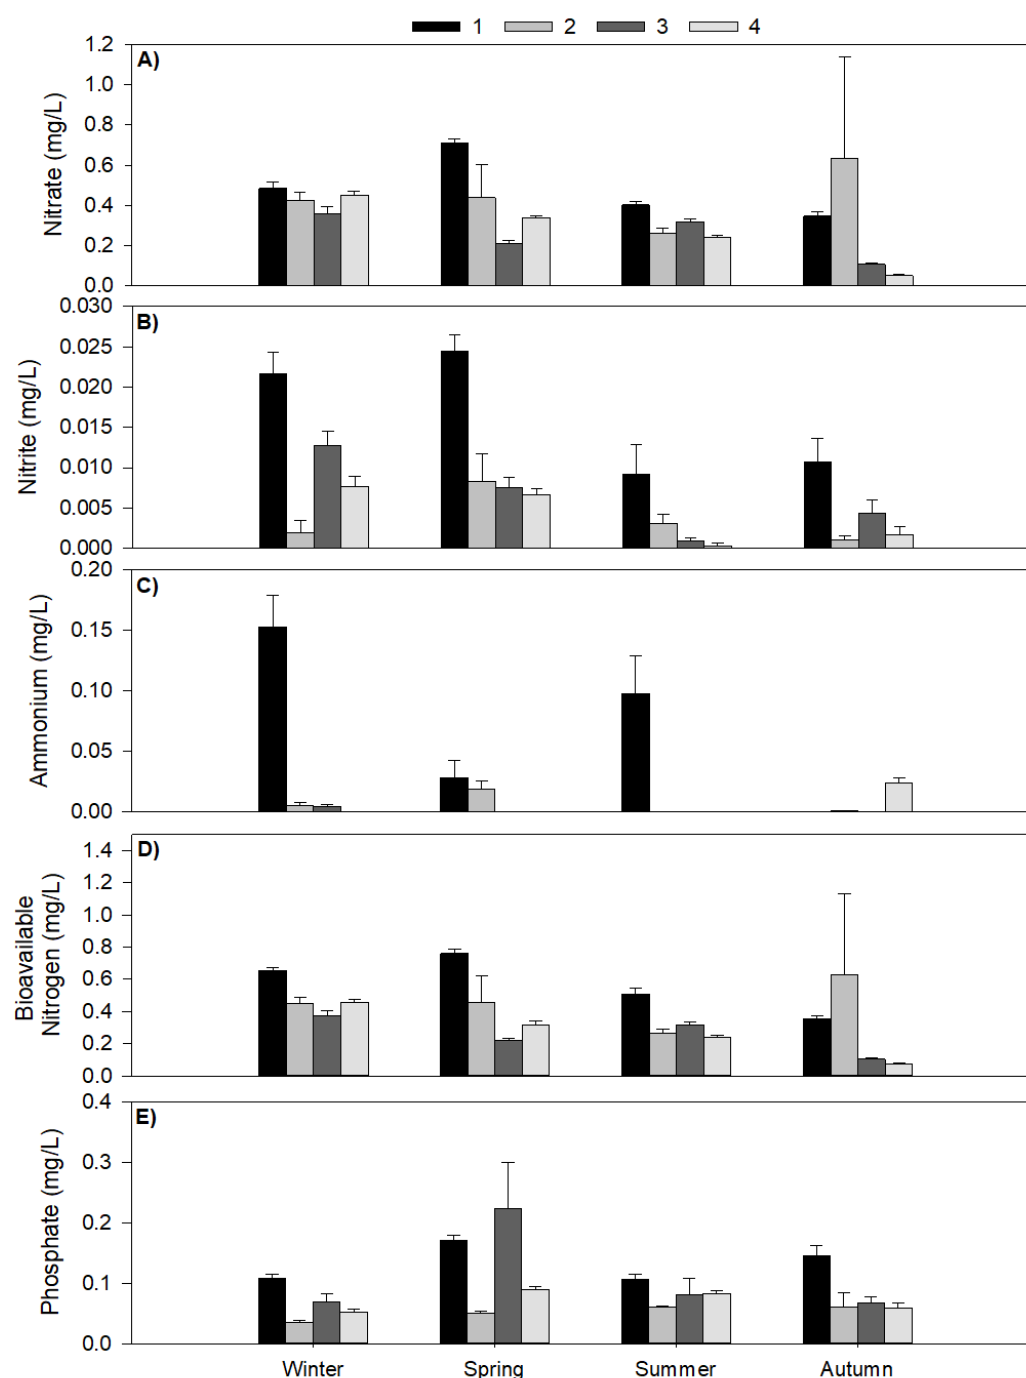 1 2 3 4
A)
Nitrate (mg/L)
1.2
1.0
0.8
0.6
0.4
0.2
0.0
B)
Nitrite (mg/L)
0.030
0.025
0.020
0.015
0.010
0.005
0.000
C)
Ammonium (mg/L)
0.20
0.15
0.10
0.05
0.00
D)
Bioavailable
Nitrogen (mg/L)
1.4
1.2
1.0
0.8
0.6
0.4
0.2
0.0
E)
Phosphate (mg/L)
0.4
0.3
0.2
0.1
0.0
Winter Spring Summer Autumn